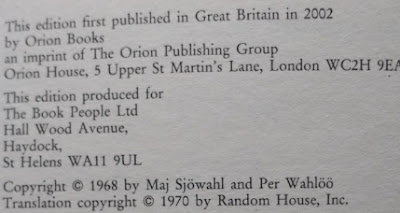 This edition first published in Great Britain in 2002
by Orion Books
an imprint of The Orion Publishing Group
Orion House, 5 Upper St Martin's Lane, London WC2H 9EA
This edition produced for
The Book People Ltd
Hall Wood Avenue,
Haydock,
St Helens WA11 9UL
Copyright © 1968 by Maj Sjöwahl and Per Wahlöö
Translation copyright © 1970 by Random House, Inc.